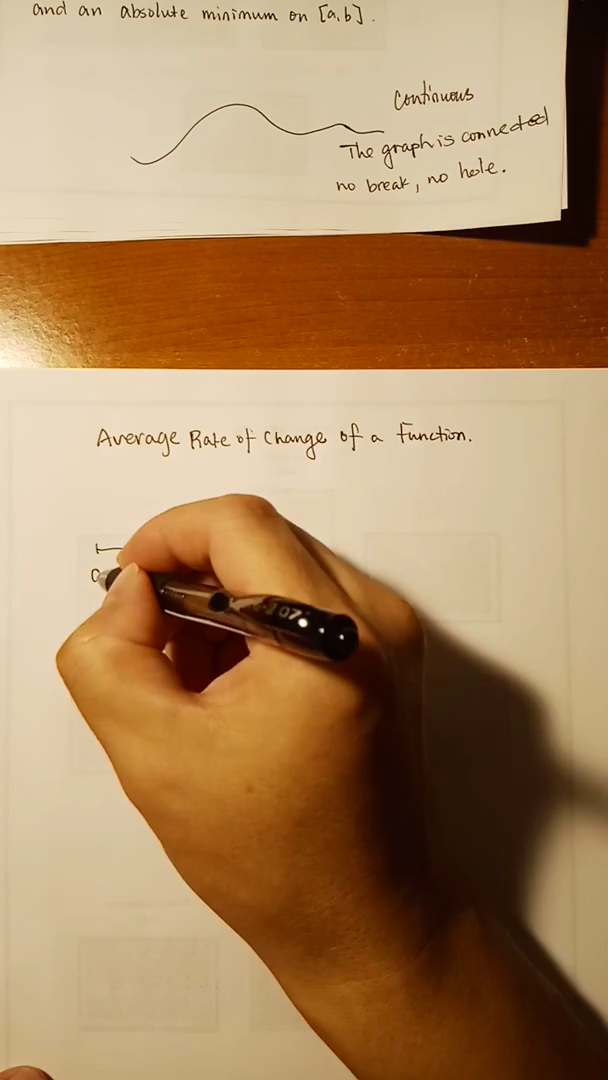 and an absolute minimum on [a,b].
Continuous
The graph is connected
no break, no hole.
Average Rate of Change of a Function.
a